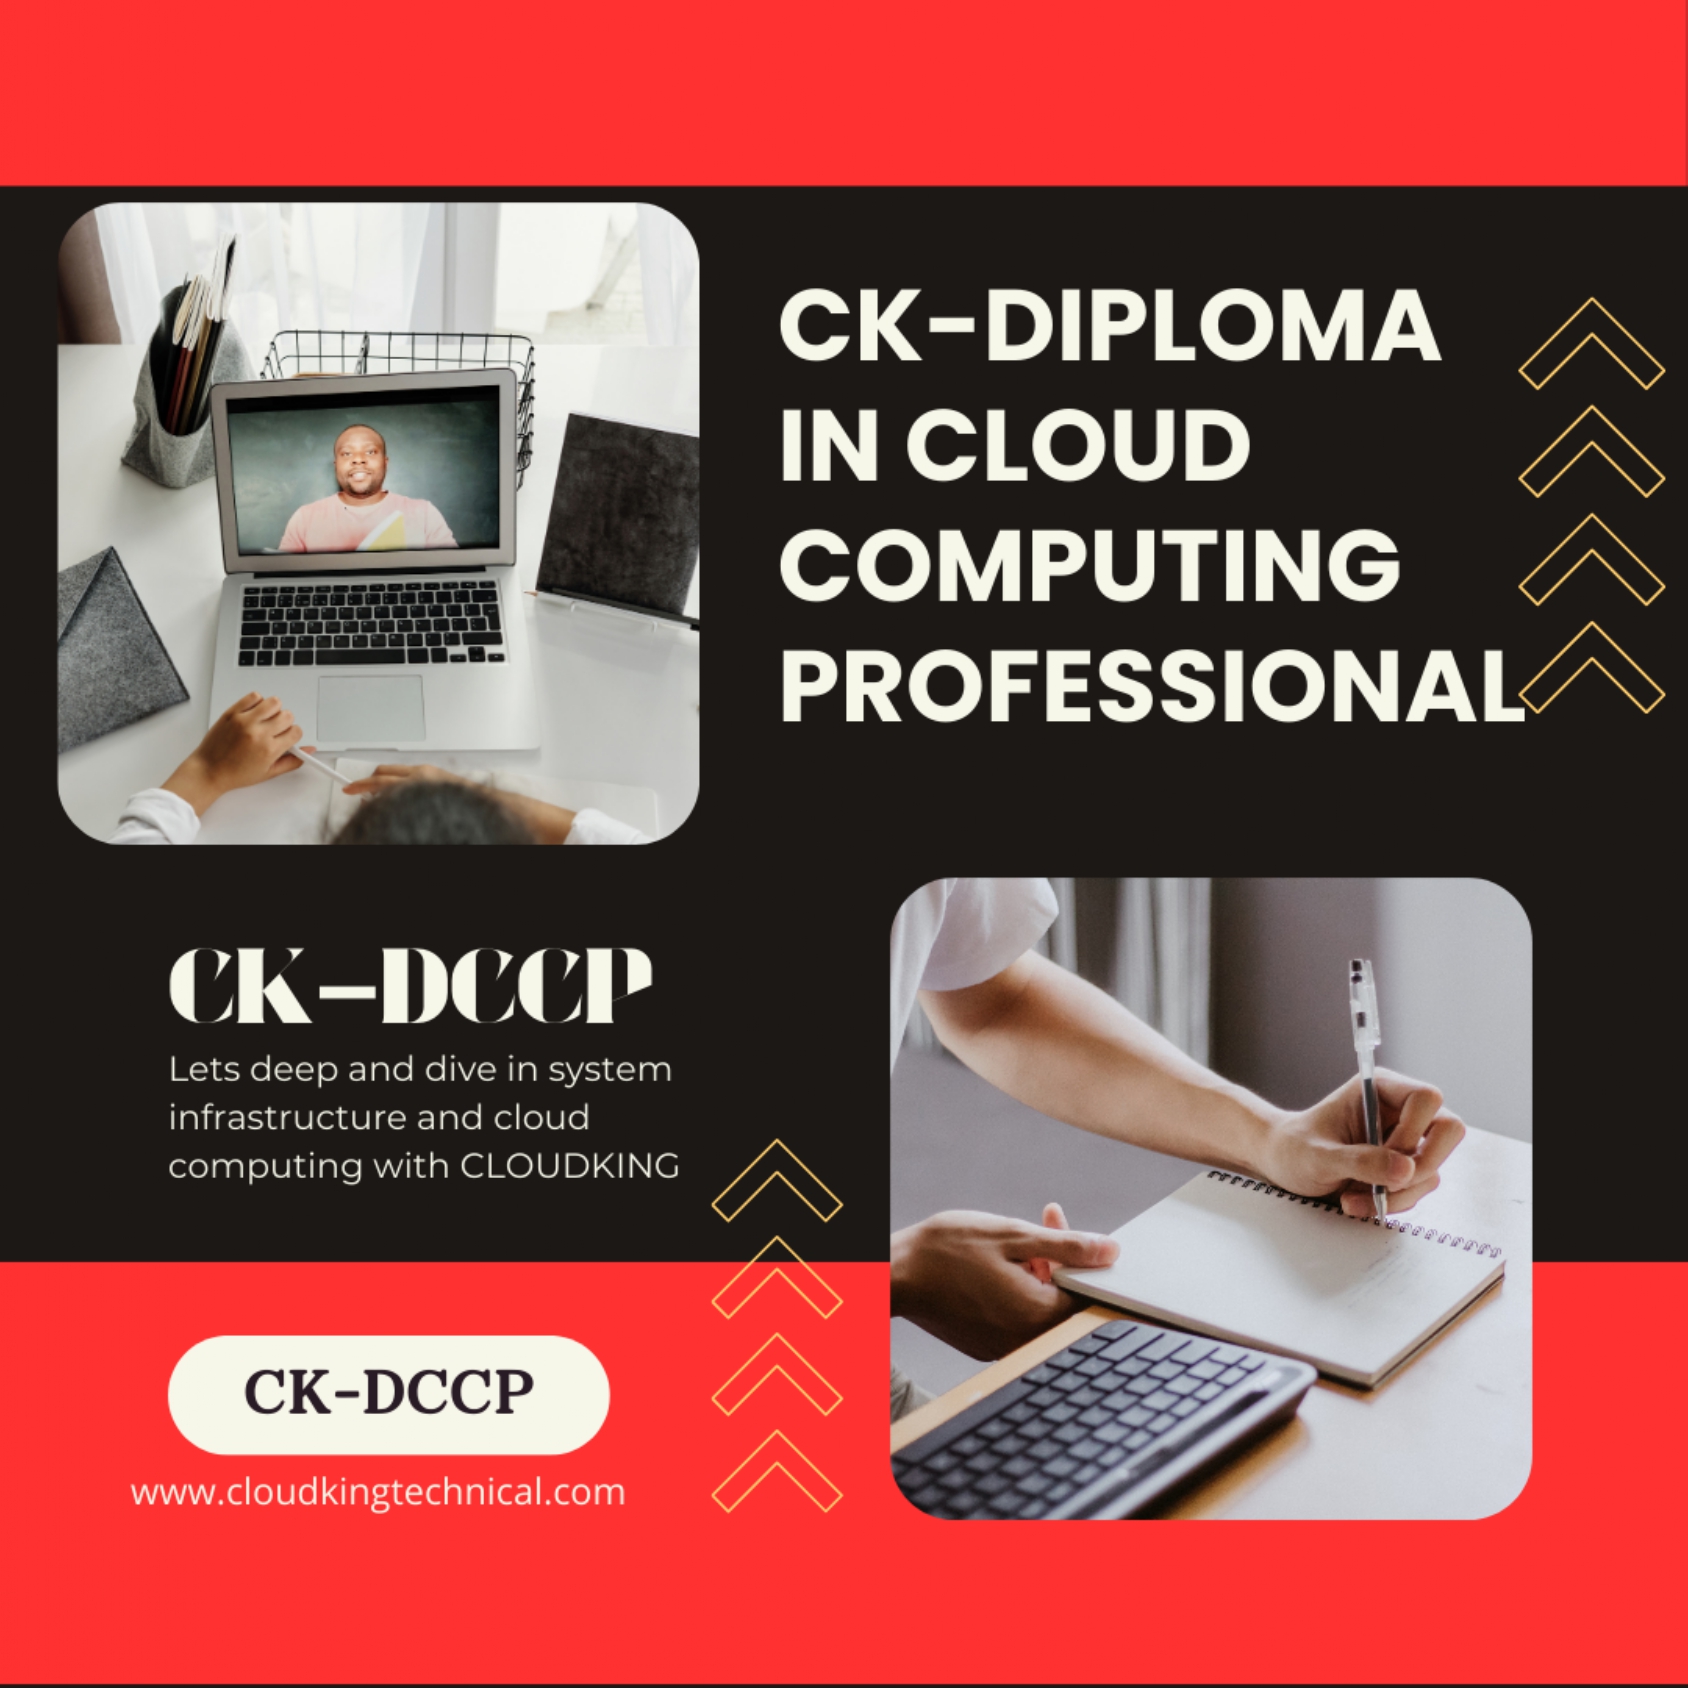 CK-DIPLOMA
IN CLOUD
COMPUTING
PROFESSIONAL
CK-DCCP
Lets deep and dive in system
infrastructure and cloud
computing with CLOUDKING
CK-DCCP
www.cloudkingtechnical.com